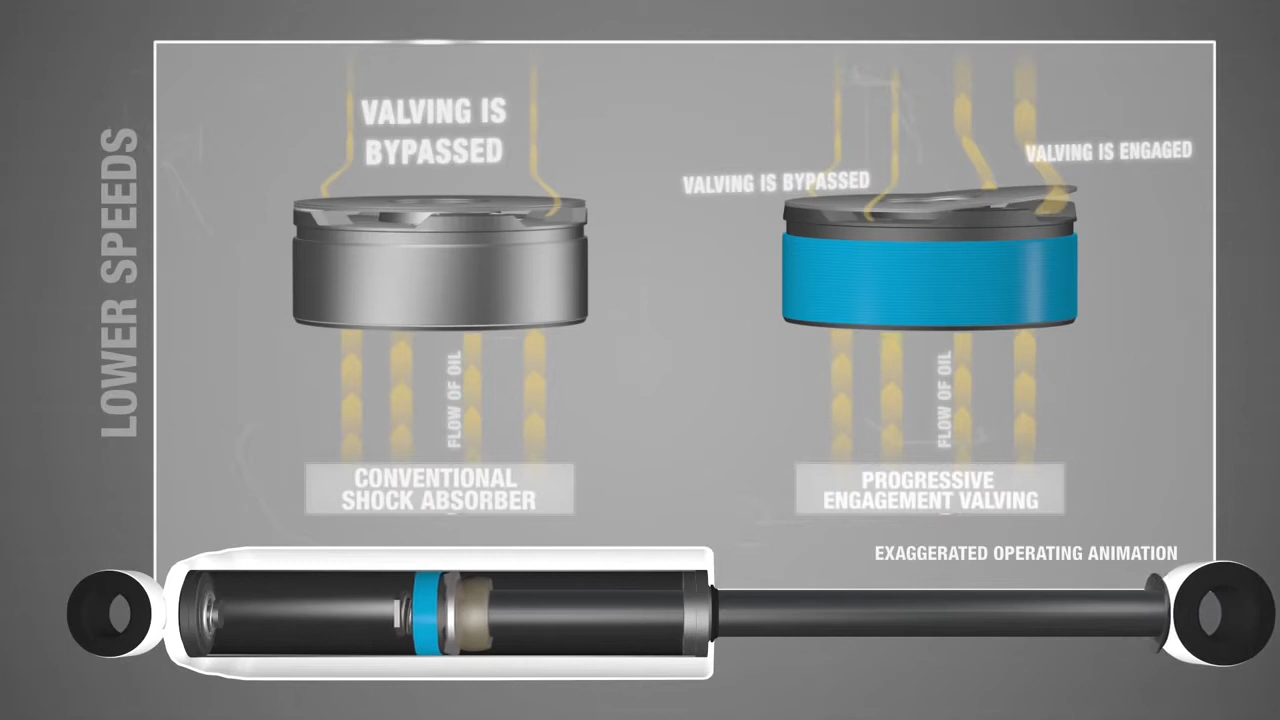 LOWER SPEEDS
VALVING IS
BYPASSED
VALVING IS BYPASSED
VALVING IS ENGAGED
FLOW OF OIL
FLOW OF OIL
CONVENTIONAL
SHOCK ABSORBER
PROGRESSIVE
ENGAGEMENT VALVING
EXAGGERATED OPERATING ANIMATION